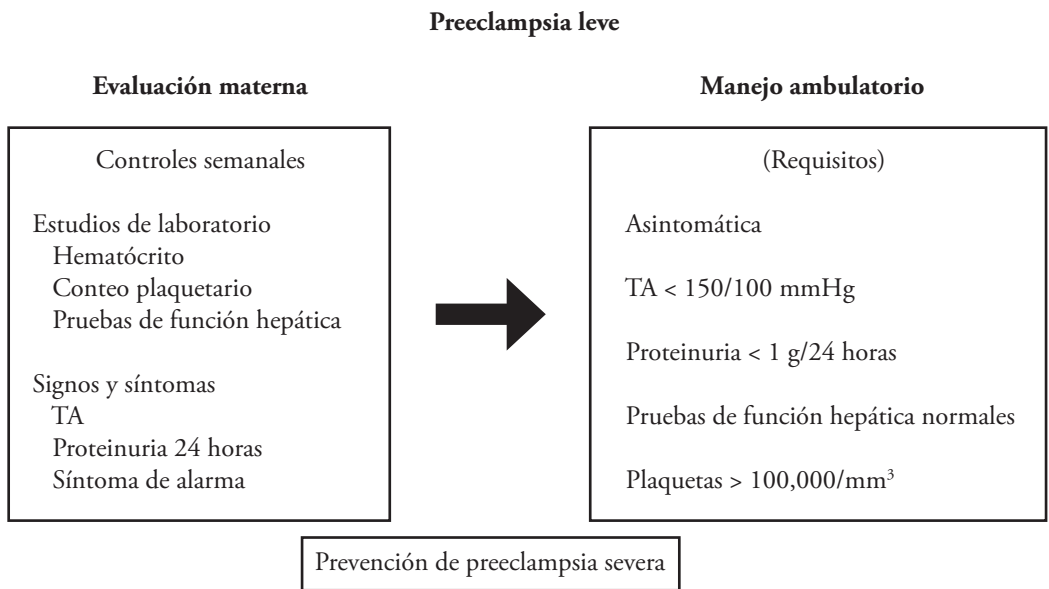 Preeclampsia leve
Evaluación materna
Controles semanales
Estudios de laboratorio
Hematócrito
Conteo plaquetario
Pruebas de función hepática
Signos y síntomas
TA
Proteinuria 24 horas
Síntoma de alarma
Manejo ambulatorio
(Requisitos)
Asintomática
TA < 150/100 mmHg
Proteinuria < 1 g/24 horas
Pruebas de función hepática normales
Plaquetas > 100,000/mm³
Prevención de preeclampsia severa